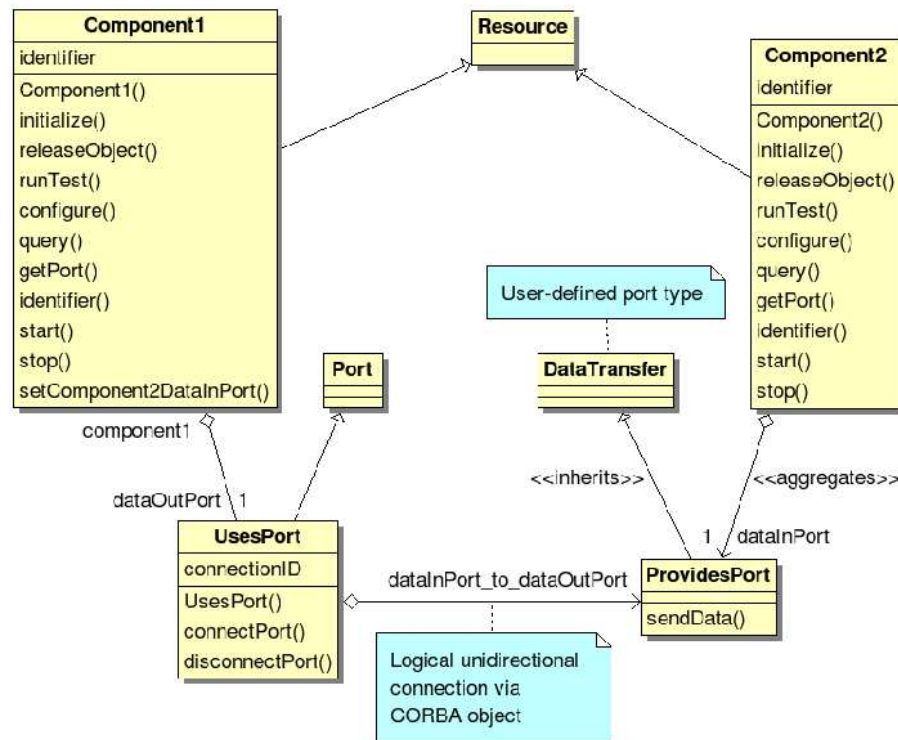 Component1
identifier
Component1()
initialize()
releaseObject()
runTest()
configure()
query()
getPort()
identifier()
start()
stop()
setComponent2DataInPort()
Resource
Component2
identifier
Component2()
initialize()
releaseObject()
runTest()
configure()
query()
getPort()
identifier()
start()
stop()
User-defined port type
Port
DataTransfer
component1
<<inherits>>
<<aggregates>>
dataOutPort 1
1 dataInPort
UsesPort
connectionID
UsesPort()
connectPort()
disconnectPort()
dataInPort_to_dataOutPort
ProvidesPort
sendData()
Logical unidirectional
connection via
CORBA object